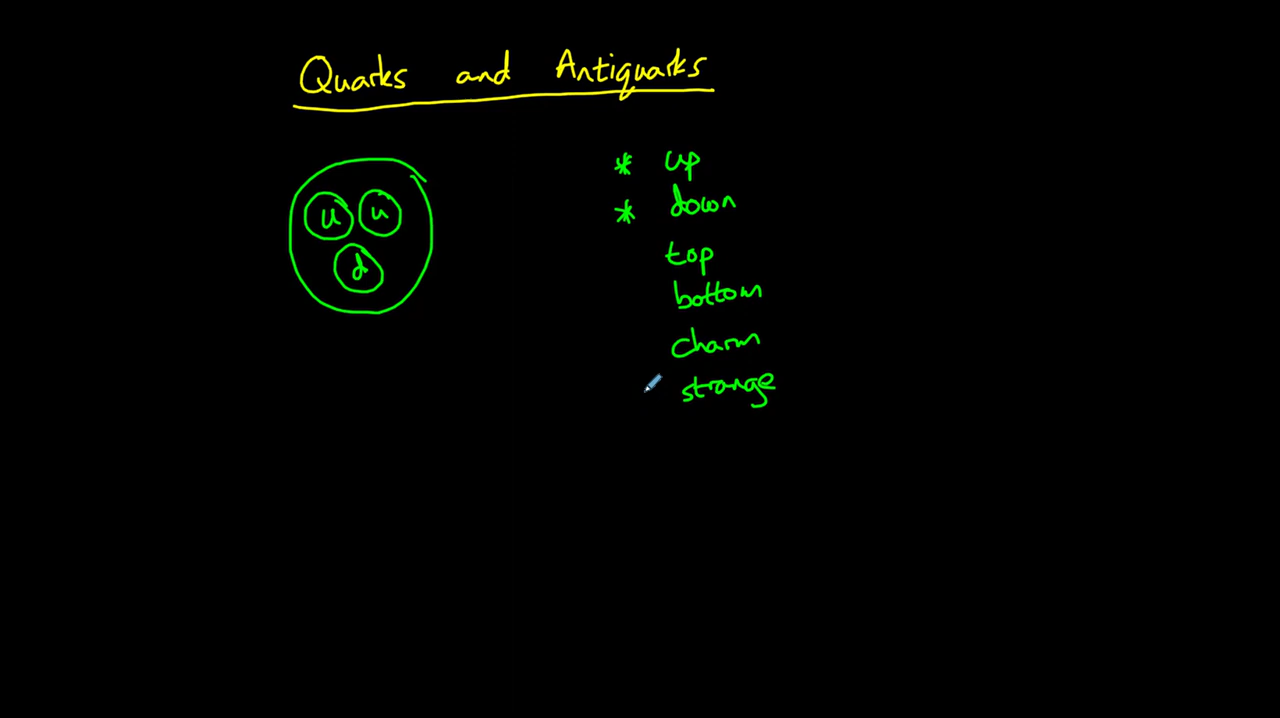 Quarks and Antiquarks
u u
d
* up
* down
top
bottom
charm
strange